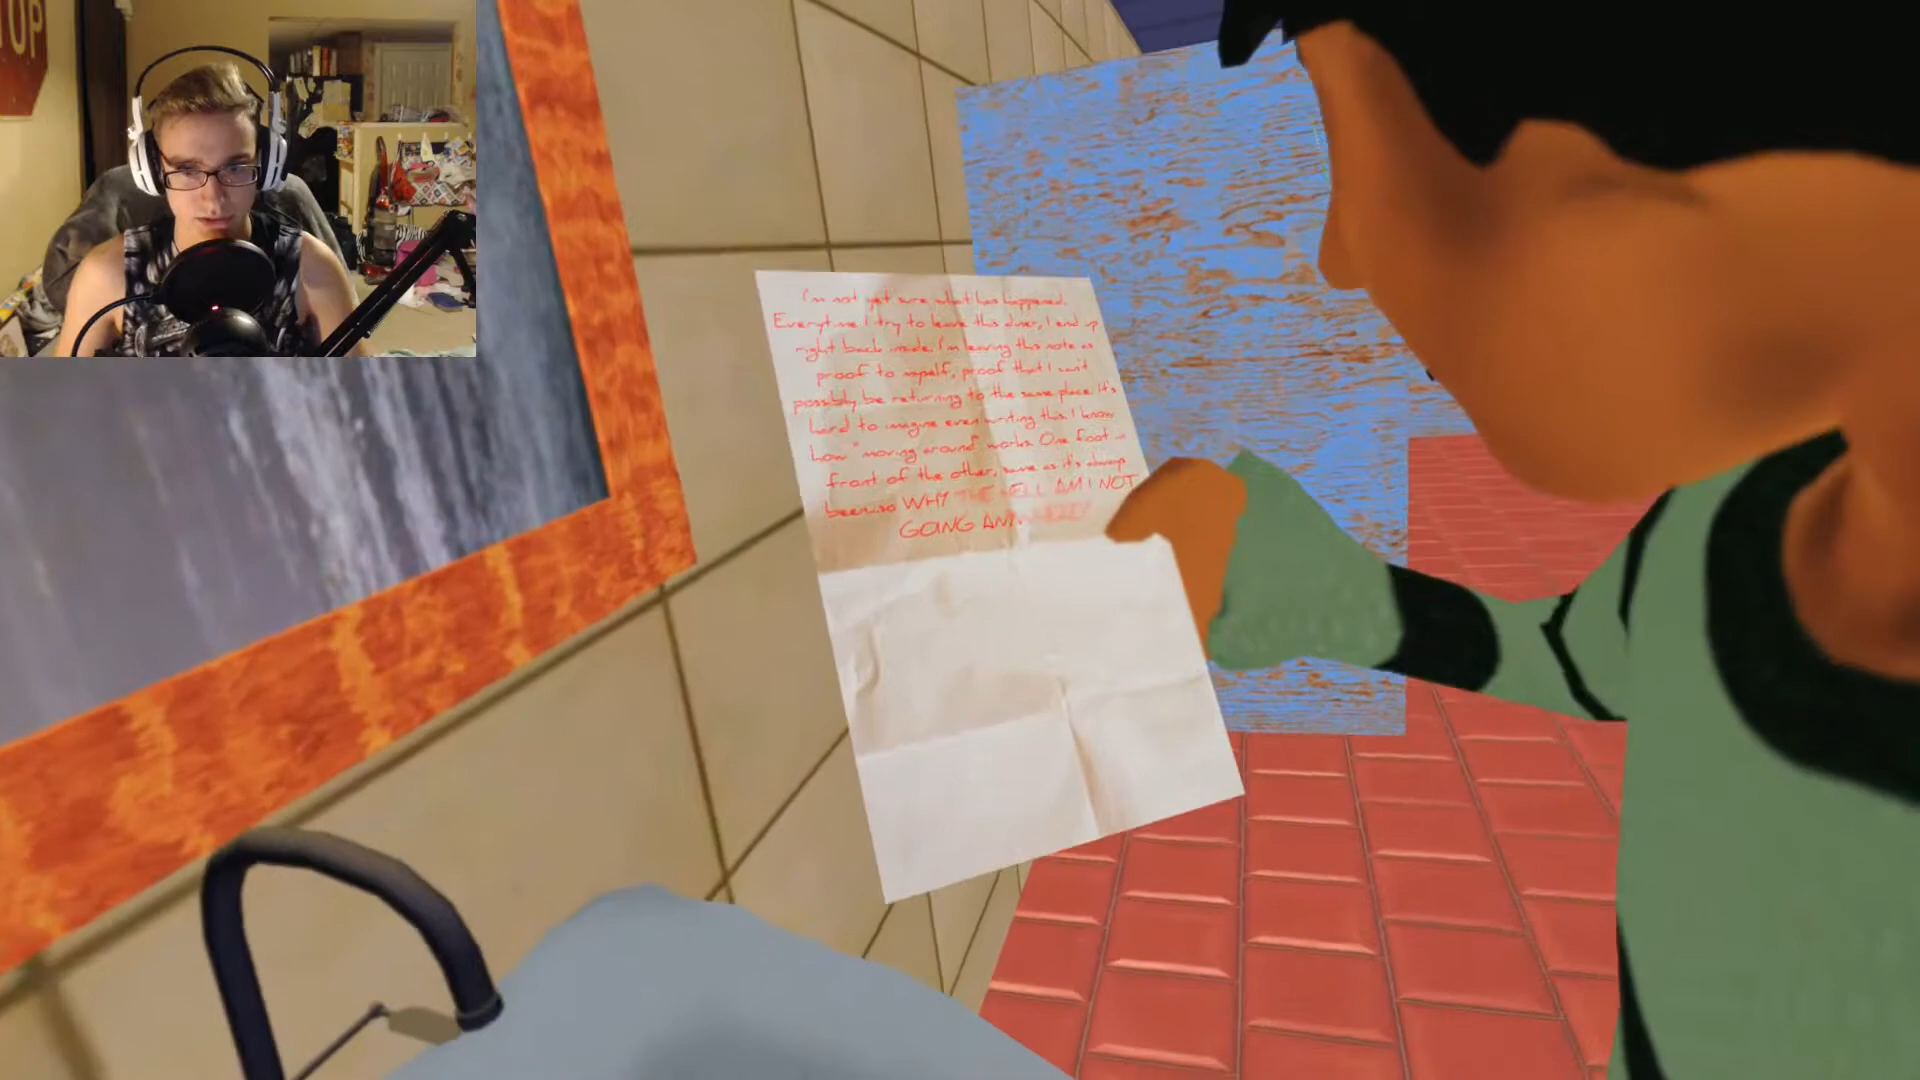 TOP
I'm not yet sure what has happened.
Everytime I try to leave this diner, I end up
right back inside. I'm leaving this note as
proof to myself, proof that I can't
possibly be returning to the same place. It's
hard to imagine even writing this. I know
how "moving around" works. One foot in
front of the other, same as it's always
been. so WHY THE HELL AM I NOT
GOING